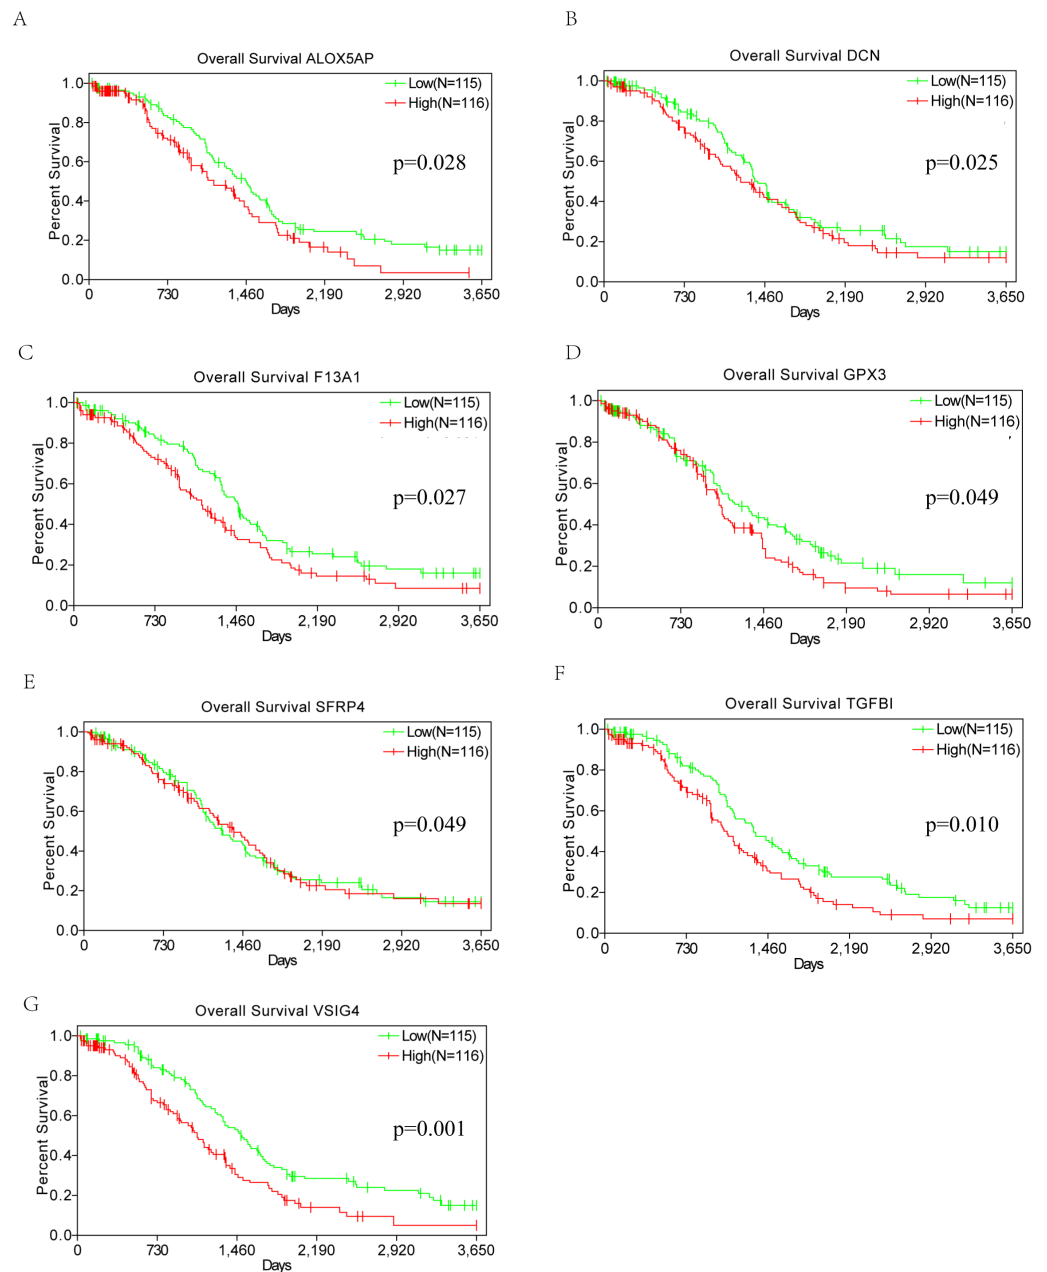 A
Overall Survival ALOX5AP
Low(N=115)
High(N=116)
p=0.028
Percent Survival
1.0
0.8
0.6
0.4
0.2
0.0
0 730 1,460 2,190 2,920 3,650
Days
B
Overall Survival DCN
Low(N=115)
High(N=116)
p=0.025
Percent Survival
1.0
0.8
0.6
0.4
0.2
0.0
0 730 1,460 2,190 2,920 3,650
Days
C
Overall Survival F13A1
Low(N=115)
High(N=116)
p=0.027
Percent Survival
1.0
0.8
0.6
0.4
0.2
0.0
0 730 1,460 2,190 2,920 3,650
Days
D
Overall Survival GPX3
Low(N=115)
High(N=116)
p=0.049
Percent Survival
1.0
0.8
0.6
0.4
0.2
0.0
0 730 1,460 2,190 2,920 3,650
Days
E
Overall Survival SFRP4
Low(N=115)
High(N=116)
p=0.049
Percent Survival
1.0
0.8
0.6
0.4
0.2
0.0
0 730 1,460 2,190 2,920 3,650
Days
F
Overall Survival TGFBI
Low(N=115)
High(N=116)
p=0.010
Percent Survival
1.0
0.8
0.6
0.4
0.2
0.0
0 730 1,460 2,190 2,920 3,650
Days
G
Overall Survival VSIG4
Low(N=115)
High(N=116)
p=0.001
Percent Survival
1.0
0.8
0.6
0.4
0.2
0.0
0 730 1,460 2,190 2,920 3,650
Days